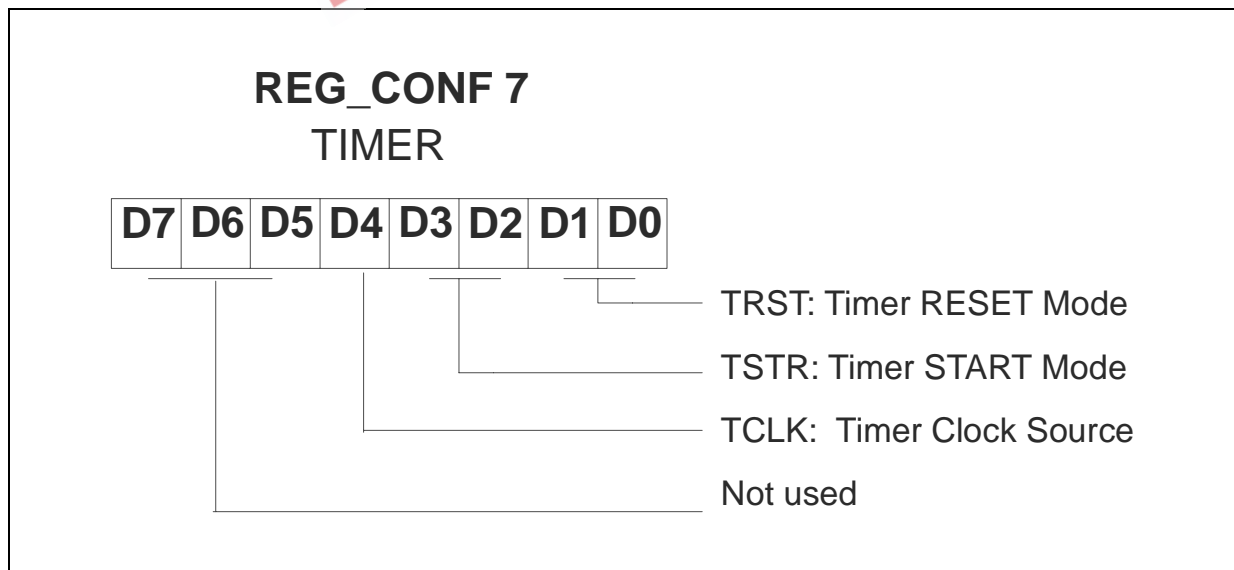 REG_CONF 7
TIMER
D7 D6 D5 D4 D3 D2 D1 D0
TRST: Timer RESET Mode
TSTR: Timer START Mode
TCLK: Timer Clock Source
Not used